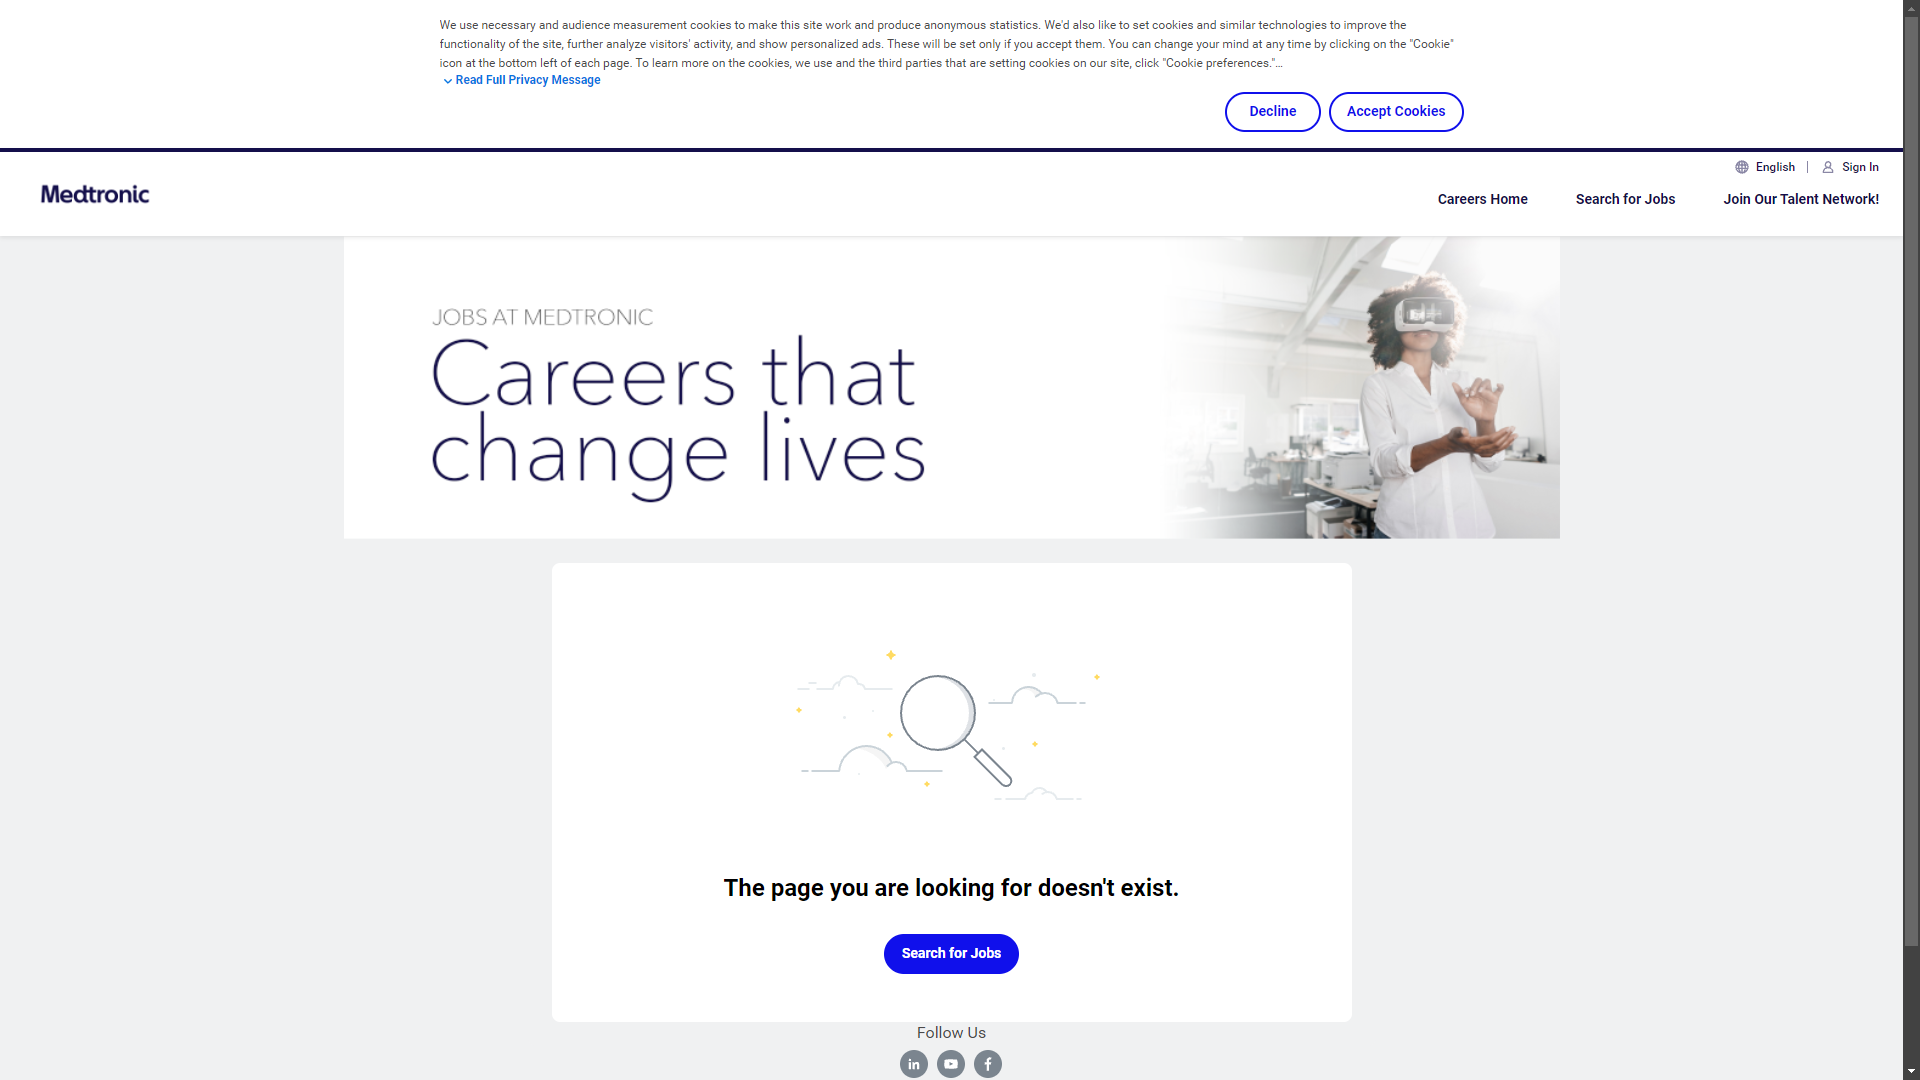 We use necessary and audience measurement cookies to make this site work and produce anonymous statistics. We'd also like to set cookies and similar technologies to improve the
functionality of the site, further analyze visitors' activity, and show personalized ads. These will be set only if you accept them. You can change your mind at any time by clicking on the "Cookie"
icon at the bottom left of each page. To learn more on the cookies, we use and the third parties that are setting cookies on our site, click "Cookie preferences."...
Read Full Privacy Message
Decline
Accept Cookies
English
Sign In
Medtronic
Careers Home
Search for Jobs
Join Our Talent Network!
JOBS AT MEDTRONIC
Careers that
change lives
The page you are looking for doesn't exist.
Search for Jobs
Follow Us